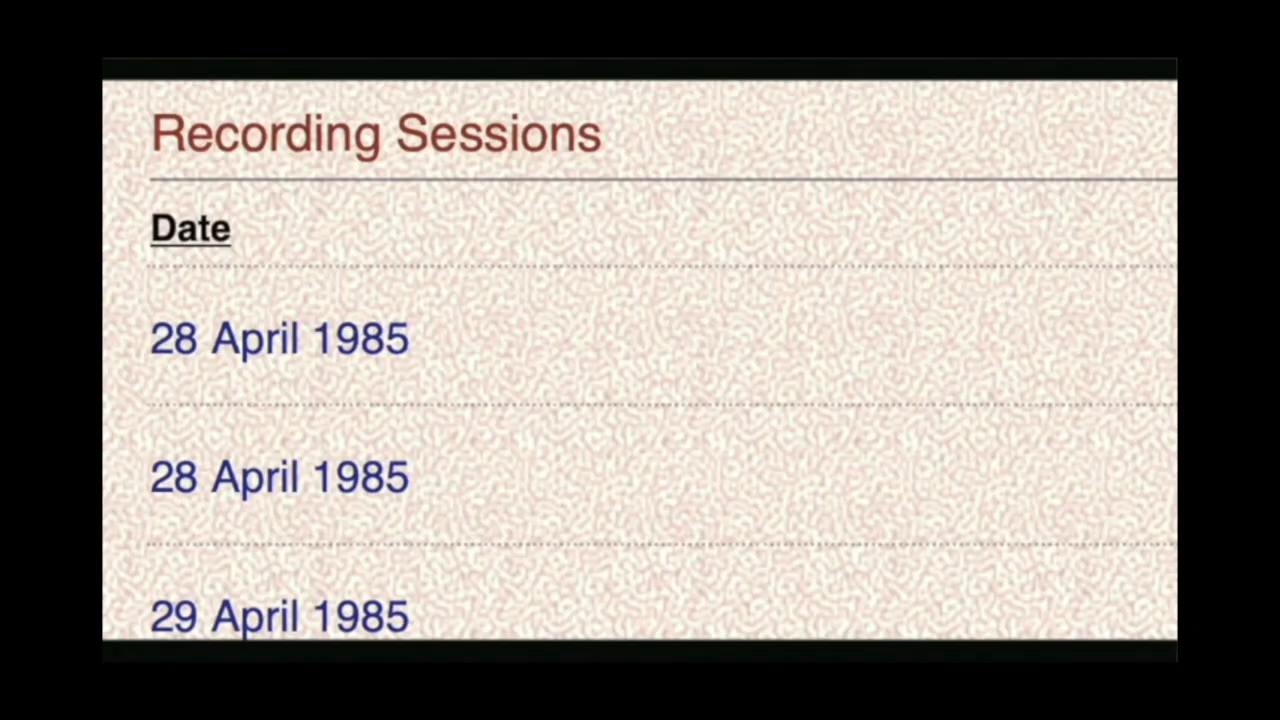 Recording Sessions
Date
28 April 1985
28 April 1985
29 April 1985